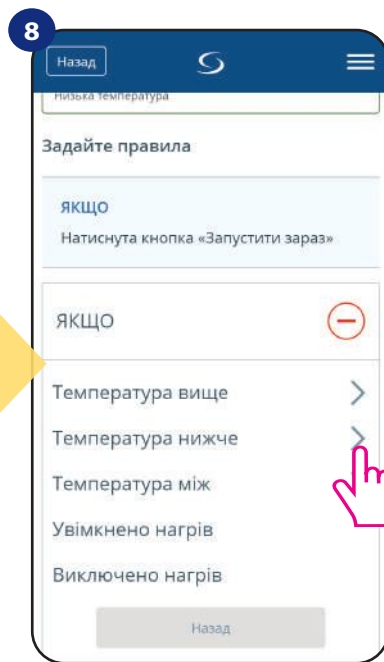 8
Назад
Низька температура
Задайте правила
ЯКЩО
Натиснута кнопка «Запустити зараз»
ЯКЩО
Температура вище
Температура нижче
Температура між
Увімкнено нагрів
Виключено нагрів
Назад